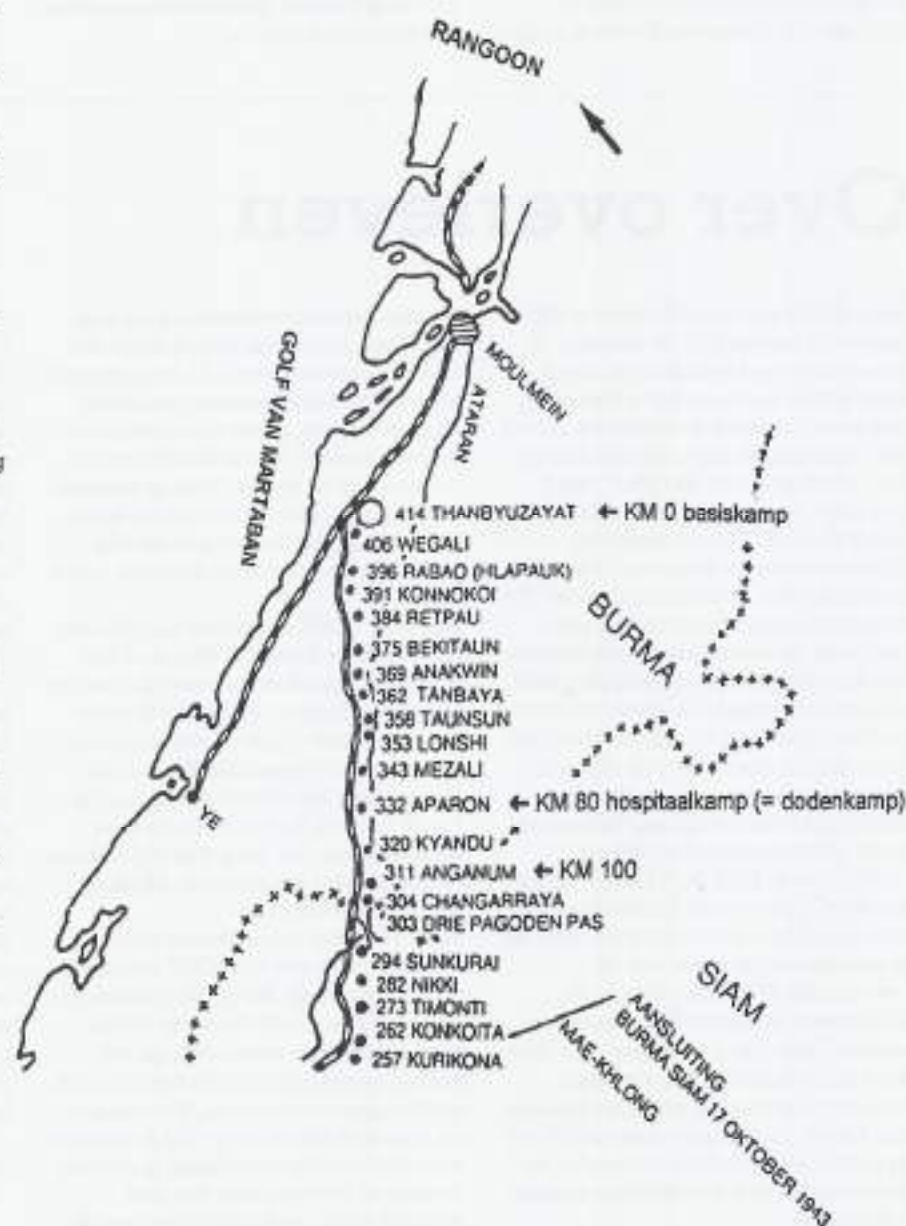 RANGOON
GOLF VAN MARTABAN
MOULMEIN
ATARAN
414 THANBYUZAYAT ← KM 0 basiskamp
406 WEGALI
396 RABAO (HLAPAUK)
391 KONNOKOI
384 RETPAU
375 BEKITAUN
369 ANAKWIN
362 TANBAYA
358 TAUNSUN
353 LONSHI
343 MEZALI
332 APARON ← KM 80 hospitaalkamp (= dodenkamp)
320 KYANDU
311 ANGANUM ← KM 100
304 CHANGARRAYA
303 DRIE PAGODEN PAS
294 SUNKURAI
282 NIKKI
273 TIMONTI
262 KONKOITA
257 KURIKONA
YE
BURMA
SIAM
AANSLUITING
BURMA SIAM 17 OKTOBER 1943
MAE-KHLONG